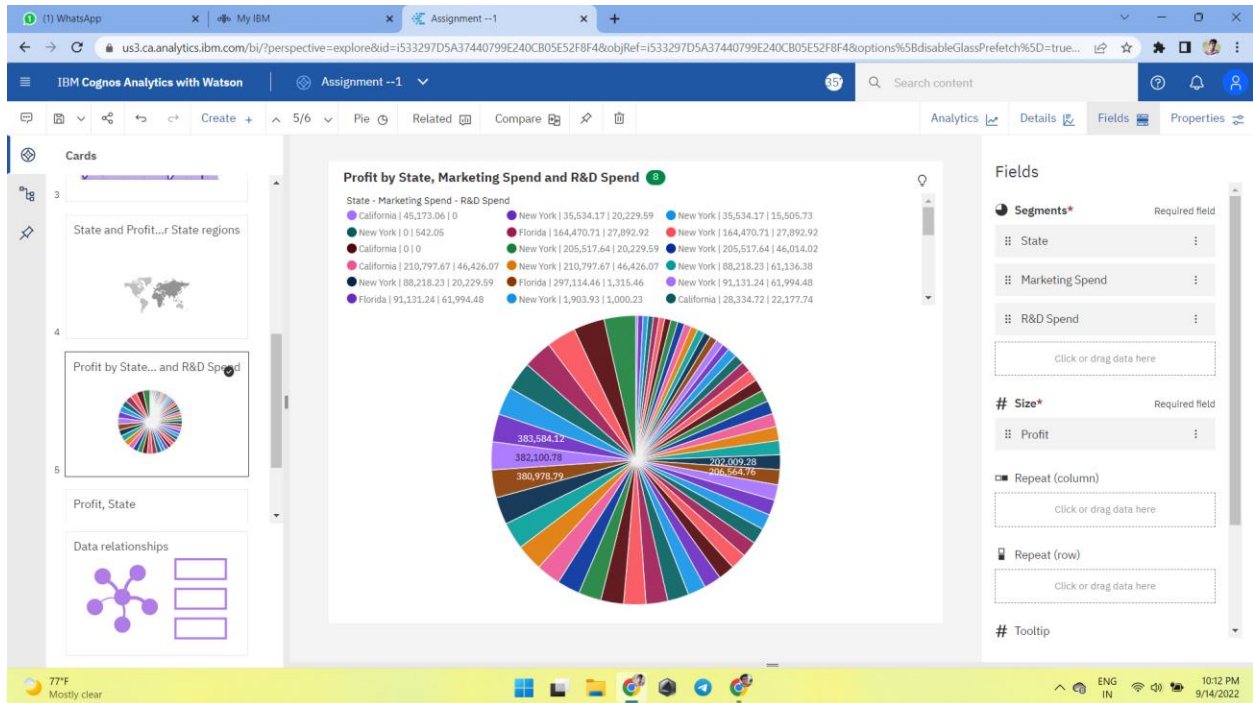 (1) WhatsApp
My IBM
Assignment --1
us3.ca.analytics.ibm.com/bi/?perspective=explore&id=i533297D5A37440799E240CB05E52F8F4&objRef=i533297D5A37440799E240CB05E52F8F4&options%5BdisableGlassPrefetch%5D=true...
IBM Cognos Analytics with Watson
Assignment --1
Search content
Create +
5/6
Pie
Related
Compare
Analytics
Details
Fields
Properties
Cards
3
State and Profit...r State regions
4
Profit by State... and R&D Spend
5
Profit, State
Data relationships
Profit by State, Marketing Spend and R&D Spend 8
State - Marketing Spend - R&D Spend
California | 45,173.06 | 0 New York | 35,534.17 | 20,229.59 New York | 35,534.17 | 15,505.73
New York | 0 | 542.05 Florida | 164,470.71 | 27,892.92 New York | 164,470.71 | 27,892.92
California | 0 | 0 New York | 205,517.64 | 20,229.59 New York | 205,517.64 | 46,014.02
California | 210,797.67 | 46,426.07 New York | 210,797.67 | 46,426.07 New York | 88,218.23 | 61,136.38
New York | 88,218.23 | 20,229.59 Florida | 297,114.46 | 1,315.46 New York | 91,131.24 | 61,994.48
Florida | 91,131.24 | 61,994.48 New York | 1,903.93 | 1,000.23 California | 28,334.72 | 22,177.74
383,584.12
382,100.78
380,978.79
202,009.28
206,564.76
Fields
Segments* Required field
State
Marketing Spend
R&D Spend
Click or drag data here
# Size* Required field
Profit
Repeat (column)
Click or drag data here
Repeat (row)
Click or drag data here
# Tooltip
77°F
Mostly clear
ENG
IN
10:12 PM
9/14/2022